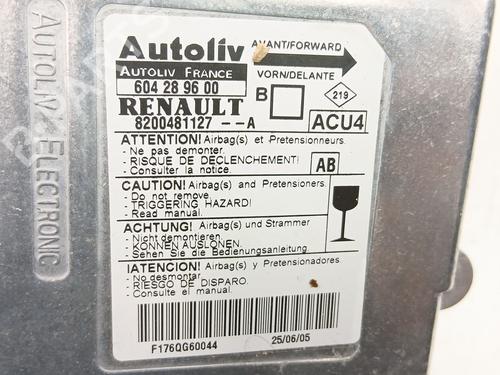 AUTOLIV ELECTRONIC
Autoliv
AVANT/FORWARD
AUTOLIV FRANCE
VORN/DELANTE
604 28 96 00
B
219
RENAULT
8200481127 --A
ACU4
ATTENTION! Airbag(s) et Pretensionneurs
- Ne pas demonter.
- RISQUE DE DECLENCHEMENT!
- Consulter la notice.
AB
CAUTION! Airbag(s) and Pretensioners.
- Do not remove.
- TRIGGERING HAZARD!
- Read manual.
ACHTUNG! Airbag(s) und Strammer
- Nicht demontieren.
- KONNEN AUSLONEN.
- Sehen Sie die Bedienungsanleitung.
!ATENCION! Airbag(s) y Pretensionadores
- No desmontar.
- RIESGO DE DISPARO.
- Consulte el manual.
F176QG60044
25/06/05